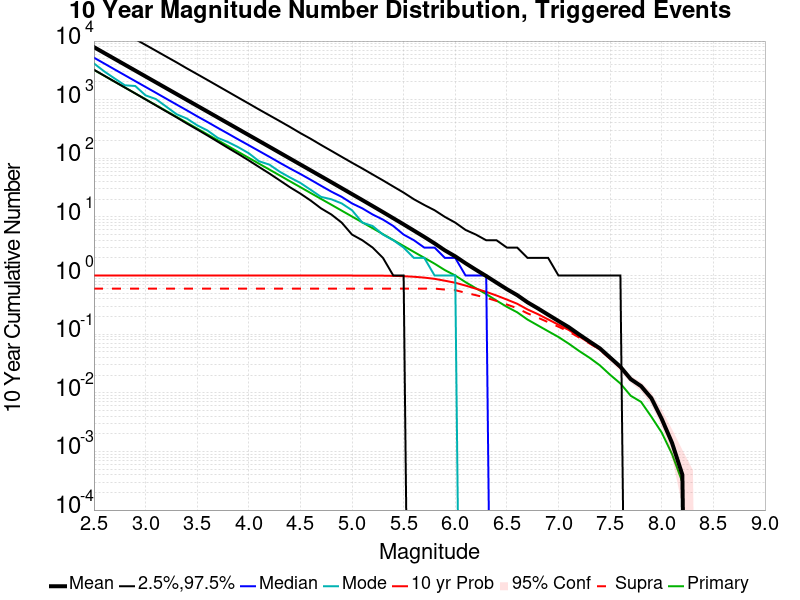 10 Year Magnitude Number Distribution, Triggered Events
10 Year Cumulative Number
10^4
10^3
10^2
10^1
10^0
10^-1
10^-2
10^-3
10^-4
2.5 3.0 3.5 4.0 4.5 5.0 5.5 6.0 6.5 7.0 7.5 8.0 8.5 9.0
Magnitude
Mean 2.5%,97.5% Median Mode 10 yr Prob 95% Conf Supra Primary